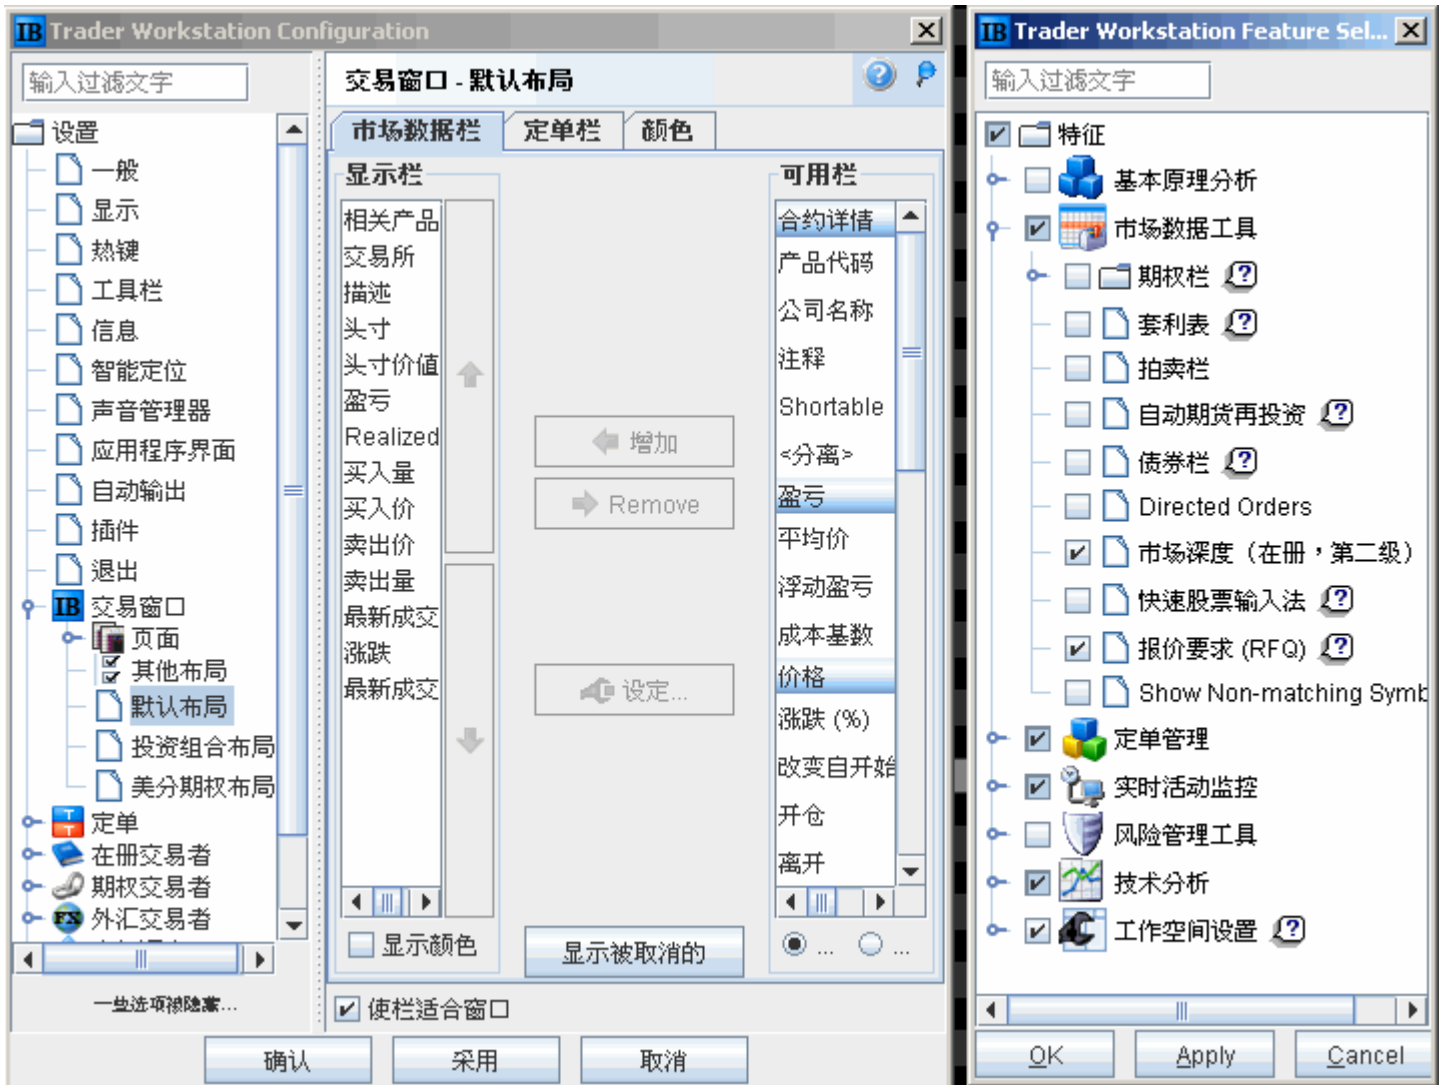 IB Trader Workstation Configuration
输入过滤文字
设置
一般
显示
热键
工具栏
信息
智能定位
声音管理器
应用程序界面
自动输出
插件
退出
IB 交易窗口
页面
其他布局
默认布局
投资组合布局
美分期权布局
定单
在册交易者
期权交易者
FX 外汇交易者
一些选项被隐藏...
交易窗口 - 默认布局
市场数据栏
定单栏
颜色
显示栏
相关产品
交易所
描述
头寸
头寸价值
盈亏
Realized
买入量
买入价
卖出价
卖出量
最新成交
涨跌
最新成交
显示颜色
增加
Remove
设定...
显示被取消的
可用栏
合约详情
产品代码
公司名称
注释
Shortable
<分离>
盈亏
平均价
浮动盈亏
成本基数
价格
涨跌 (%)
改变自开始
开仓
离开
...
...
使栏适合窗口
确认
采用
取消
IB Trader Workstation Feature Sel...
输入过滤文字
特征
基本原理分析
市场数据工具
期权栏 ?
套利表 ?
拍卖栏
自动期货再投资 ?
债券栏 ?
Directed Orders
市场深度（在册，第二级）
快速股票输入法 ?
报价要求 (RFQ) ?
Show Non-matching Symb
定单管理
实时活动监控
风险管理工具
技术分析
工作空间设置 ?
OK
Apply
Cancel